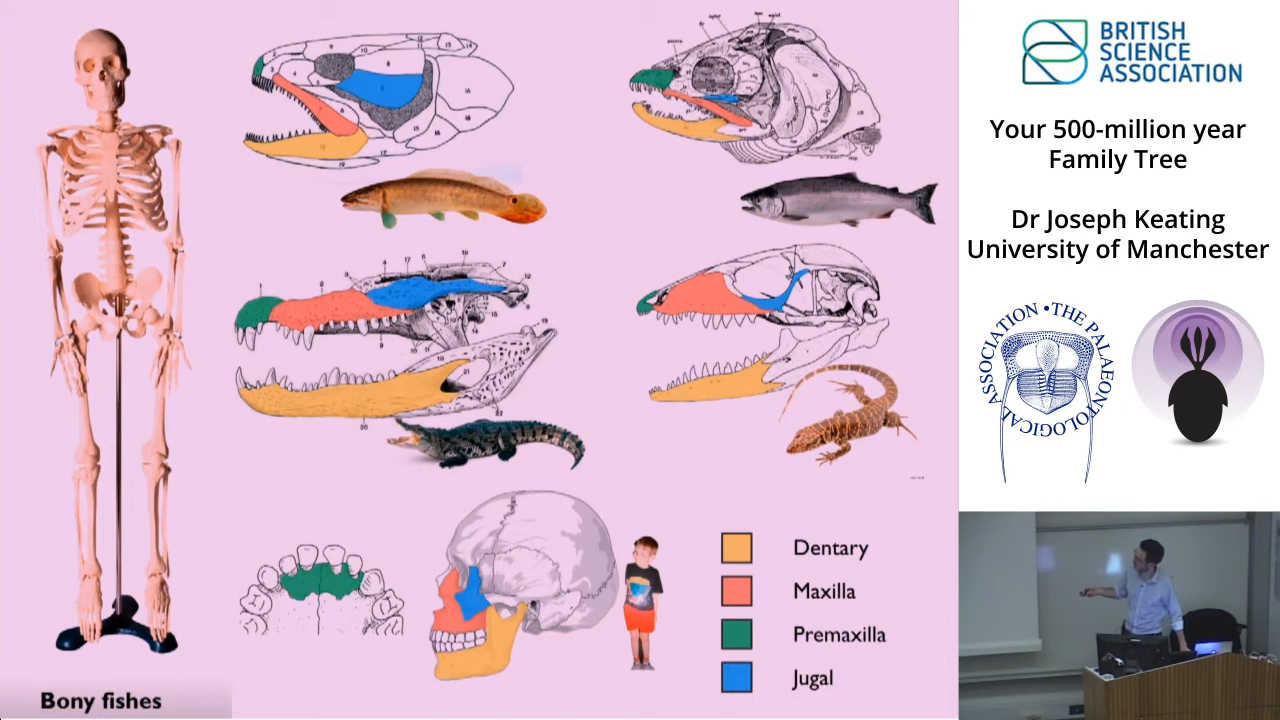 BRITISH
SCIENCE
ASSOCIATION
Your 500-million year
Family Tree
Dr Joseph Keating
University of Manchester
THE PALAEONTOLOGICAL ASSOCIATION •
Dentary
Maxilla
Premaxilla
Jugal
Bony fishes